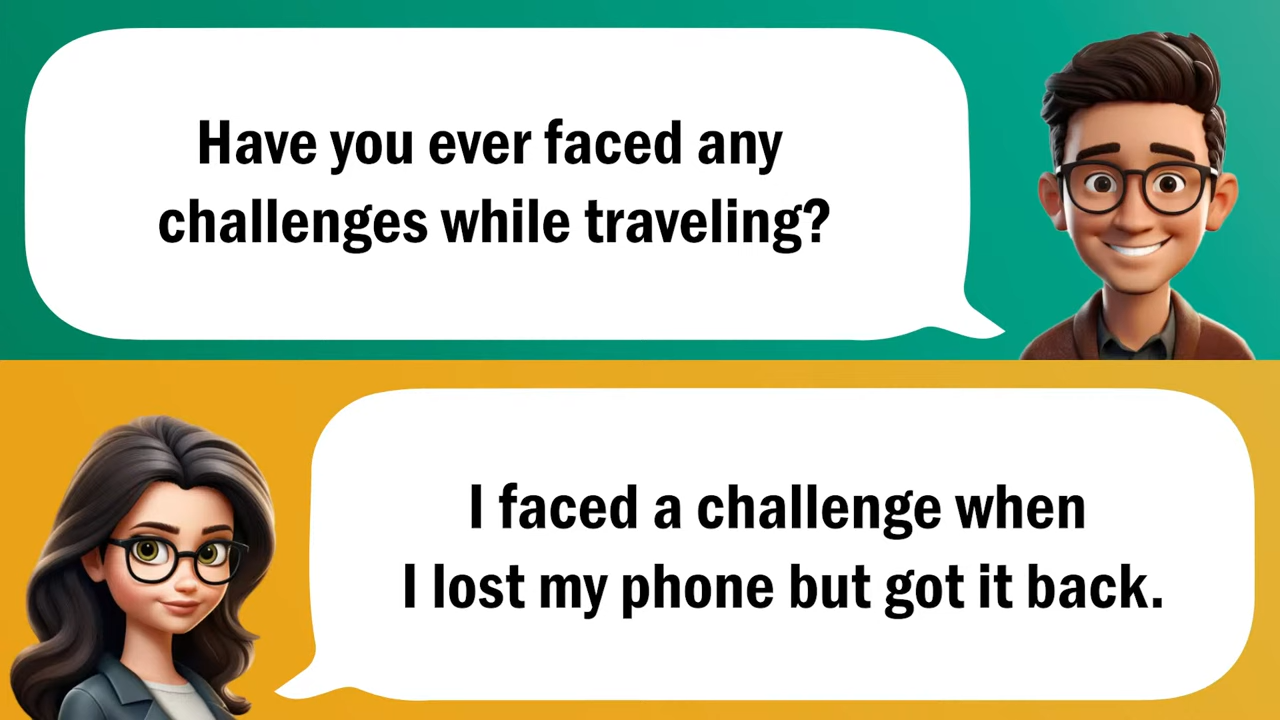 Have you ever faced any
challenges while traveling?
I faced a challenge when
I lost my phone but got it back.